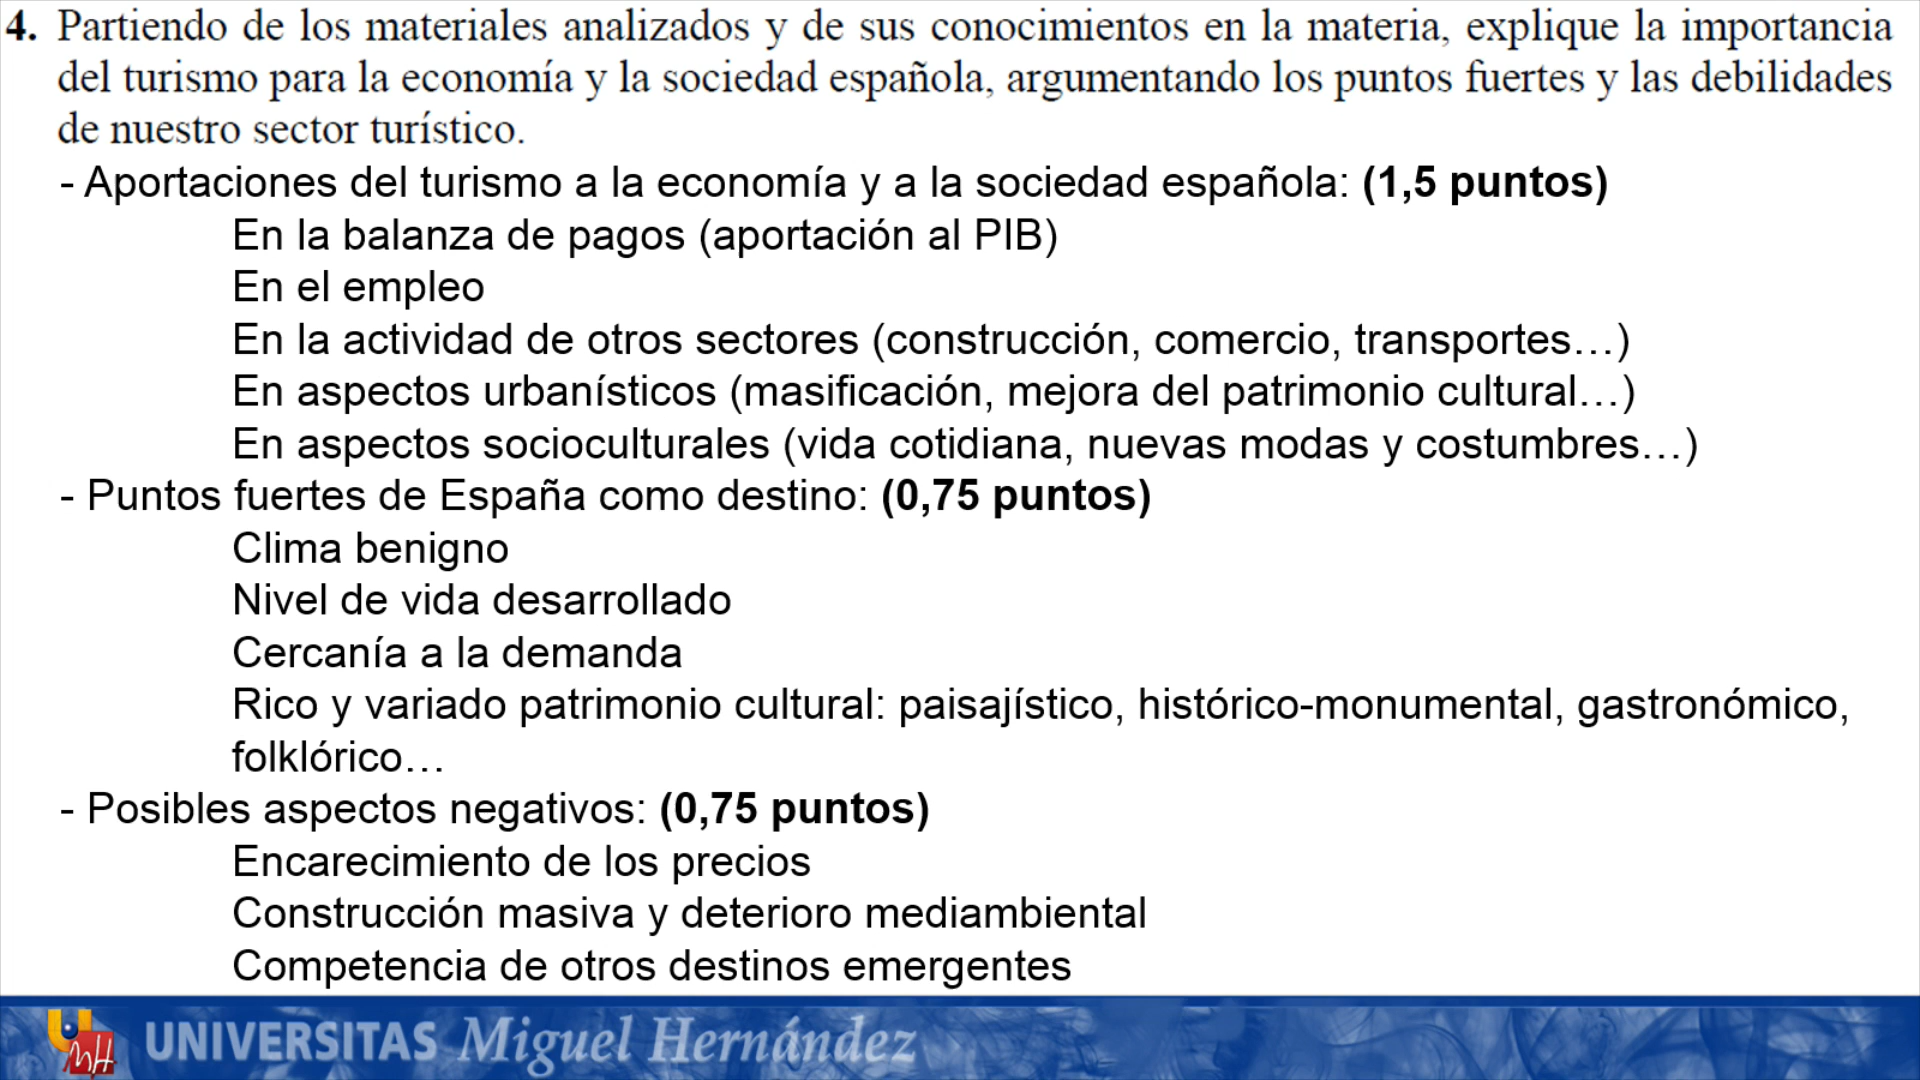 4. Partiendo de los materiales analizados y de sus conocimientos en la materia, explique la importancia
del turismo para la economía y la sociedad española, argumentando los puntos fuertes y las debilidades
de nuestro sector turístico.
- Aportaciones del turismo a la economía y a la sociedad española: (1,5 puntos)
En la balanza de pagos (aportación al PIB)
En el empleo
En la actividad de otros sectores (construcción, comercio, transportes…)
En aspectos urbanísticos (masificación, mejora del patrimonio cultural…)
En aspectos socioculturales (vida cotidiana, nuevas modas y costumbres…)
- Puntos fuertes de España como destino: (0,75 puntos)
Clima benigno
Nivel de vida desarrollado
Cercanía a la demanda
Rico y variado patrimonio cultural: paisajístico, histórico-monumental, gastronómico,
folklórico…
- Posibles aspectos negativos: (0,75 puntos)
Encarecimiento de los precios
Construcción masiva y deterioro mediambiental
Competencia de otros destinos emergentes
UNIVERSITAS Miguel Hernández